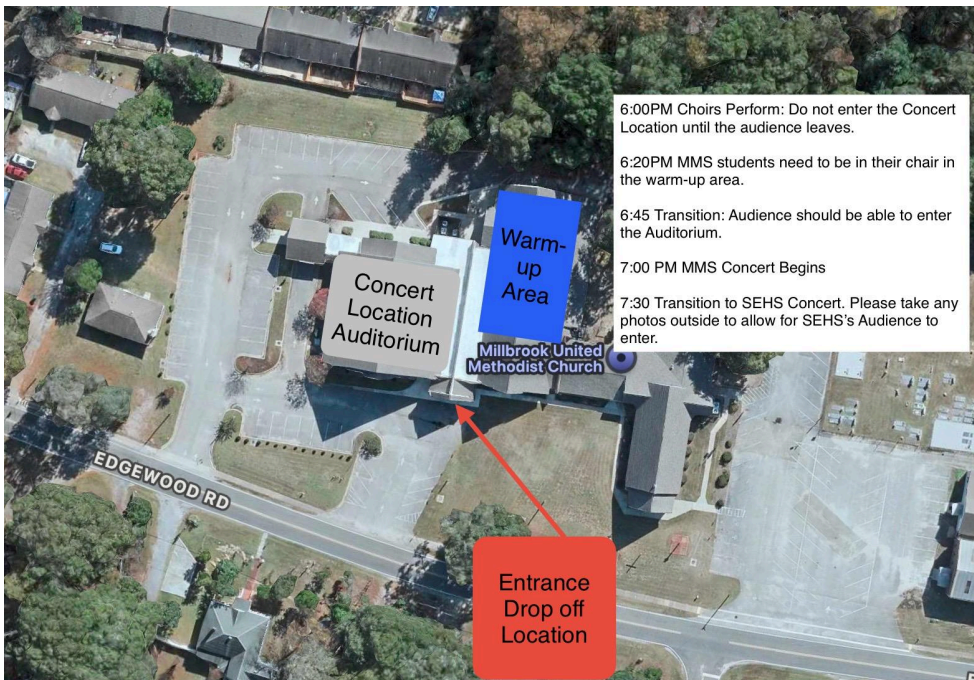 6:00PM Choirs Perform: Do not enter the Concert
Location until the audience leaves.
6:20PM MMS students need to be in their chair in
the warm-up area.
6:45 Transition: Audience should be able to enter
the Auditorium.
7:00 PM MMS Concert Begins
7:30 Transition to SEHS Concert. Please take any
photos outside to allow for SEHS's Audience to
enter.
Warm-
up
Area
Concert
Location
Auditorium
Millbrook United
Methodist Church
EDGEWOOD RD
Entrance
Drop off
Location